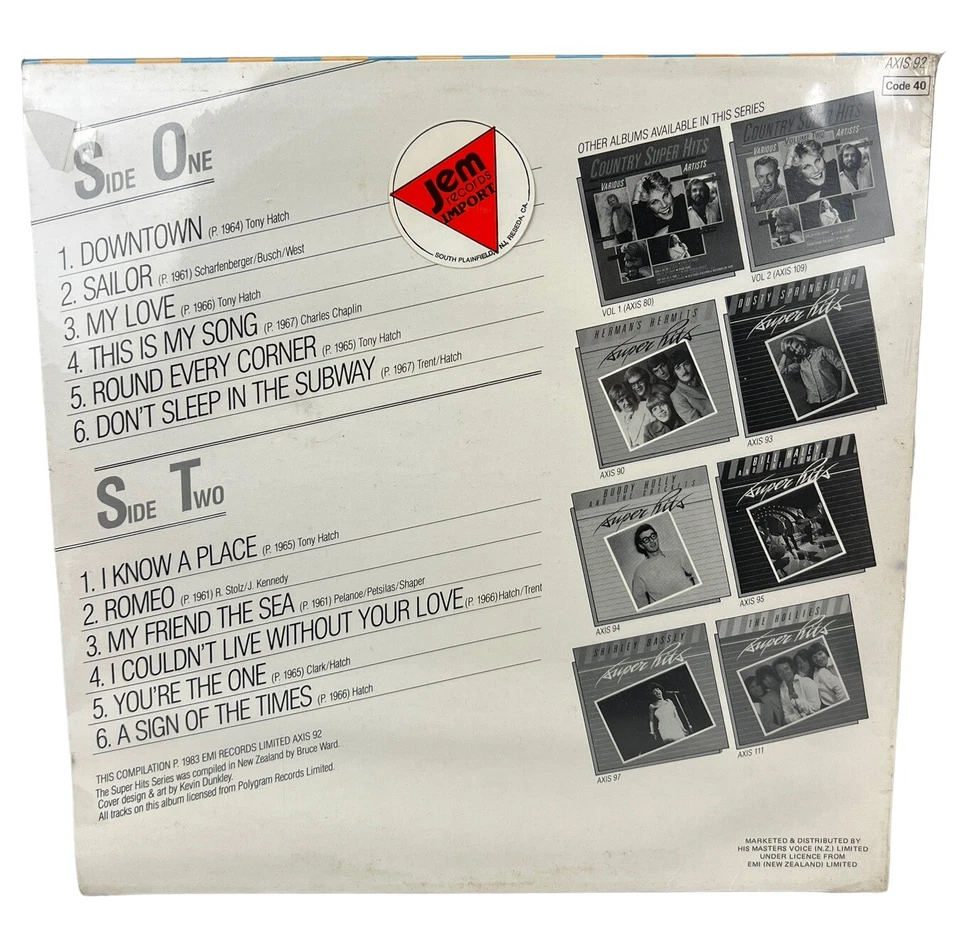 AXIS 92
Code 40
SIDE ONE
1. DOWNTOWN (P. 1964) Tony Hatch
2. SAILOR (P. 1961) Scharfenberger/Busch/West
3. MY LOVE (P. 1966) Tony Hatch
4. THIS IS MY SONG (P. 1967) Charles Chaplin
5. ROUND EVERY CORNER (P. 1965) Tony Hatch
6. DON'T SLEEP IN THE SUBWAY (P. 1967) Trent/Hatch
SIDE TWO
1. I KNOW A PLACE (P. 1965) Tony Hatch
2. ROMEO (P. 1961) R. Stolz/J. Kennedy
3. MY FRIEND THE SEA (P. 1961) Pelance/Petsilas/Shaper
4. I COULDN'T LIVE WITHOUT YOUR LOVE (P. 1966) Hatch/Trent
5. YOU'RE THE ONE (P. 1965) Clark/Hatch
6. A SIGN OF THE TIMES (P. 1966) Hatch
THIS COMPILATION P. 1983 EMI RECORDS LIMITED AXIS 92
The Super Hits Series was compiled in New Zealand by Bruce Ward.
Cover design & art by Kevin Dunkley.
All tracks on this album licensed from Polygram Records Limited.
Jem
records
IMPORT
SOUTH PLAINFIELD, N.J. RESEDA, CA.
OTHER ALBUMS AVAILABLE IN THIS SERIES
COUNTRY SUPER HITS
VARIOUS ARTISTS
VOL 1 (AXIS 80)
COUNTRY SUPER HITS
VOLUME TWO
VARIOUS ARTISTS
VOL 2 (AXIS 109)
HERMAN'S HERMITS
super hits
AXIS 90
DUSTY SPRINGFIELD
super hits
AXIS 93
BUDDY HOLLY
AND THE CRICKETS
super hits
AXIS 94
BILL HALEY
AND THE COMETS
super hits
AXIS 95
SHIRLEY BASSEY
super hits
AXIS 97
THE HOLLIES
super hits
AXIS 111
MARKETED & DISTRIBUTED BY
HIS MASTERS VOICE (N.Z.) LIMITED
UNDER LICENCE FROM
EMI (NEW ZEALAND) LIMITED